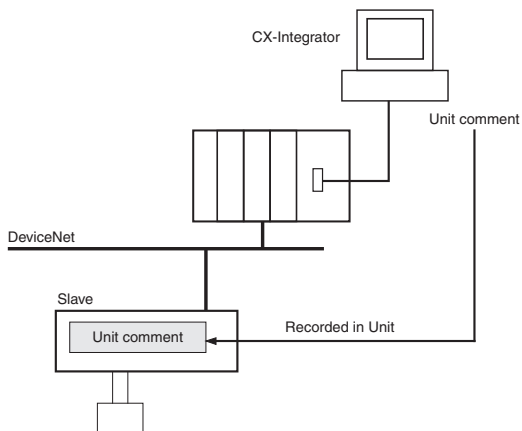 CX-Integrator
Unit comment
DeviceNet
Slave
Unit comment
Recorded in Unit